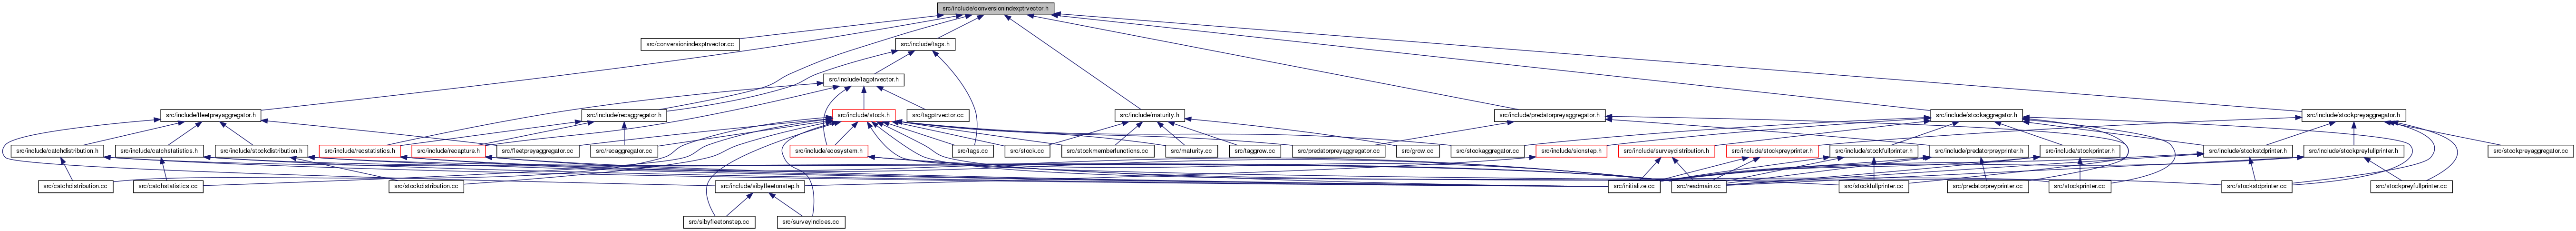 src/include/conversionindexptrvector.h
src/conversionindexptrvector.cc
src/include/tags.h
src/include/tagptrvector.h
src/include/fleetpreyaggregator.h
src/include/recaggregator.h
src/include/stock.h
src/tagptrvector.cc
src/include/maturity.h
src/include/predatorpreyaggregator.h
src/include/stockaggregator.h
src/include/stockpreyaggregator.h
src/include/catchdistribution.h
src/include/catchstatistics.h
src/include/stockdistribution.h
src/include/recstatistics.h
src/include/recapture.h
src/fleetpreyaggregator.cc
src/recaggregator.cc
src/include/ecosystem.h
src/tags.cc
src/stock.cc
src/stockmemberfunctions.cc
src/maturity.cc
src/taggrow.cc
src/predatorpreyaggregator.cc
src/grow.cc
src/stockaggregator.cc
src/include/sionstep.h
src/include/surveydistribution.h
src/include/stockpreyprinter.h
src/include/stockfullprinter.h
src/include/predatorpreyprinter.h
src/include/stockprinter.h
src/include/stockstdprinter.h
src/include/stockpreyfullprinter.h
src/stockpreyaggregator.cc
src/catchdistribution.cc
src/catchstatistics.cc
src/stockdistribution.cc
src/include/sibyfleetonstep.h
src/initialize.cc
src/readmain.cc
src/stockfullprinter.cc
src/predatorpreyprinter.cc
src/stockprinter.cc
src/stockstdprinter.cc
src/stockpreyfullprinter.cc
src/sibyfleetonstep.cc
src/surveyindices.cc